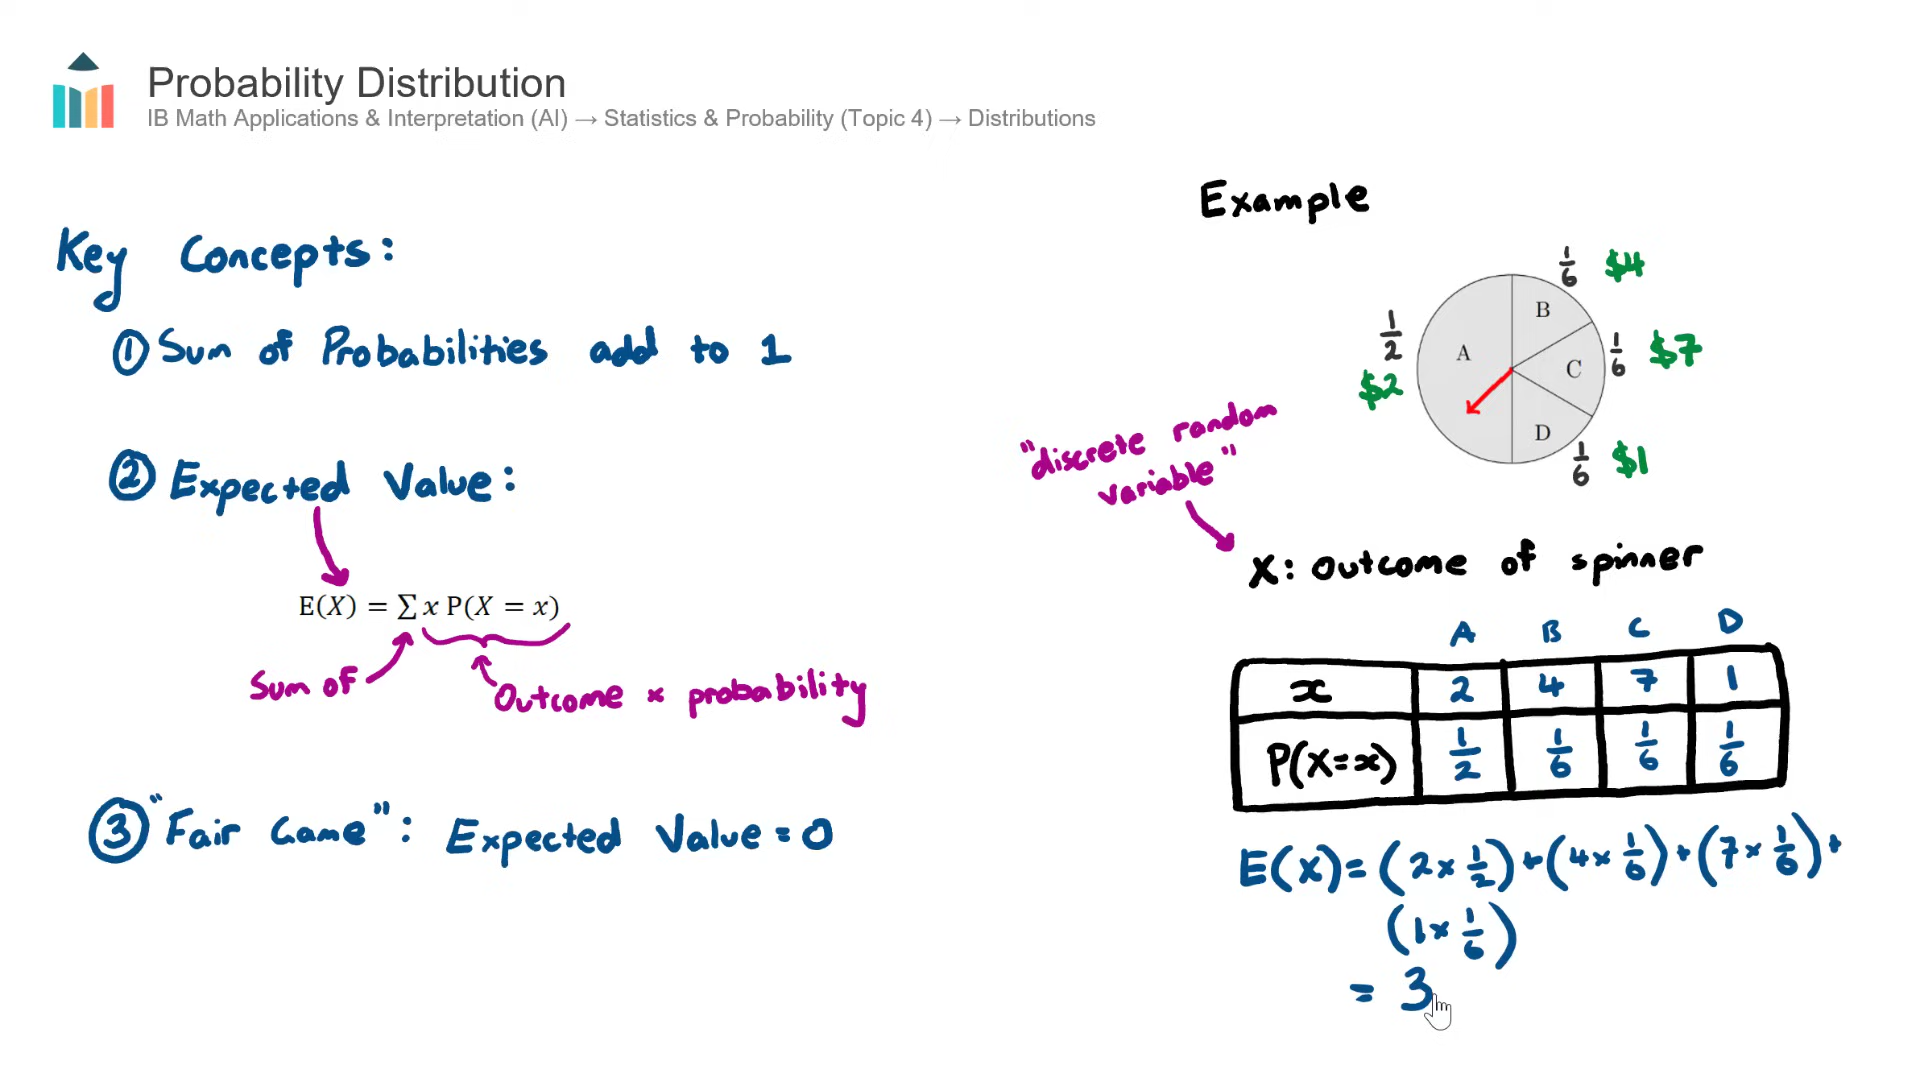 Probability Distribution
IB Math Applications & Interpretation (AI) → Statistics & Probability (Topic 4) → Distributions
Key Concepts:
① Sum of Probabilities add to 1
② Expected Value:
E(X) = ∑ x P(X = x)
Sum of
Outcome × probability
③ "Fair Game": Expected Value = 0
Example
1/6 $4
B
1/2
A
C
1/6 $7
$2
D
1/6 $1
"discrete random
variable"
X: Outcome of spinner
A B C D
x 2 4 7 1
P(X=x) 1/2 1/6 1/6 1/6
E(X) = (2 × 1/2) + (4 × 1/6) + (7 × 1/6) +
(1 × 1/6)
= 3